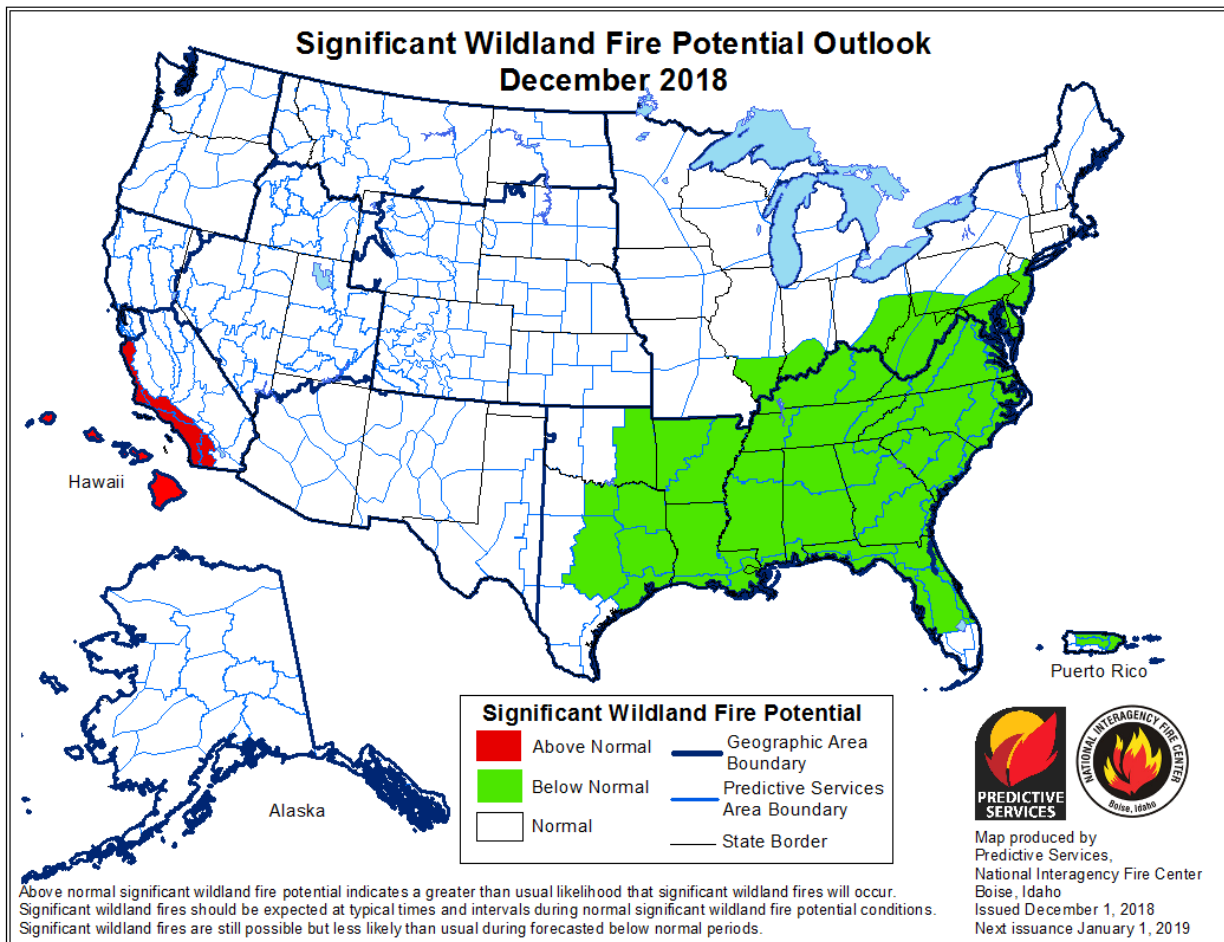 Significant Wildland Fire Potential Outlook
December 2018
Hawaii
Alaska
Puerto Rico
Significant Wildland Fire Potential
Above Normal
Below Normal
Normal
Geographic Area
Boundary
Predictive Services
Area Boundary
State Border
PREDICTIVE
SERVICES
NATIONAL INTERAGENCY FIRE CENTER
Boise, Idaho
Map produced by
Predictive Services,
National Interagency Fire Center
Boise, Idaho
Issued December 1, 2018
Next issuance January 1, 2019
Above normal significant wildland fire potential indicates a greater than usual likelihood that significant wildland fires will occur.
Significant wildland fires should be expected at typical times and intervals during normal significant wildland fire potential conditions.
Significant wildland fires are still possible but less likely than usual during forecasted below normal periods.